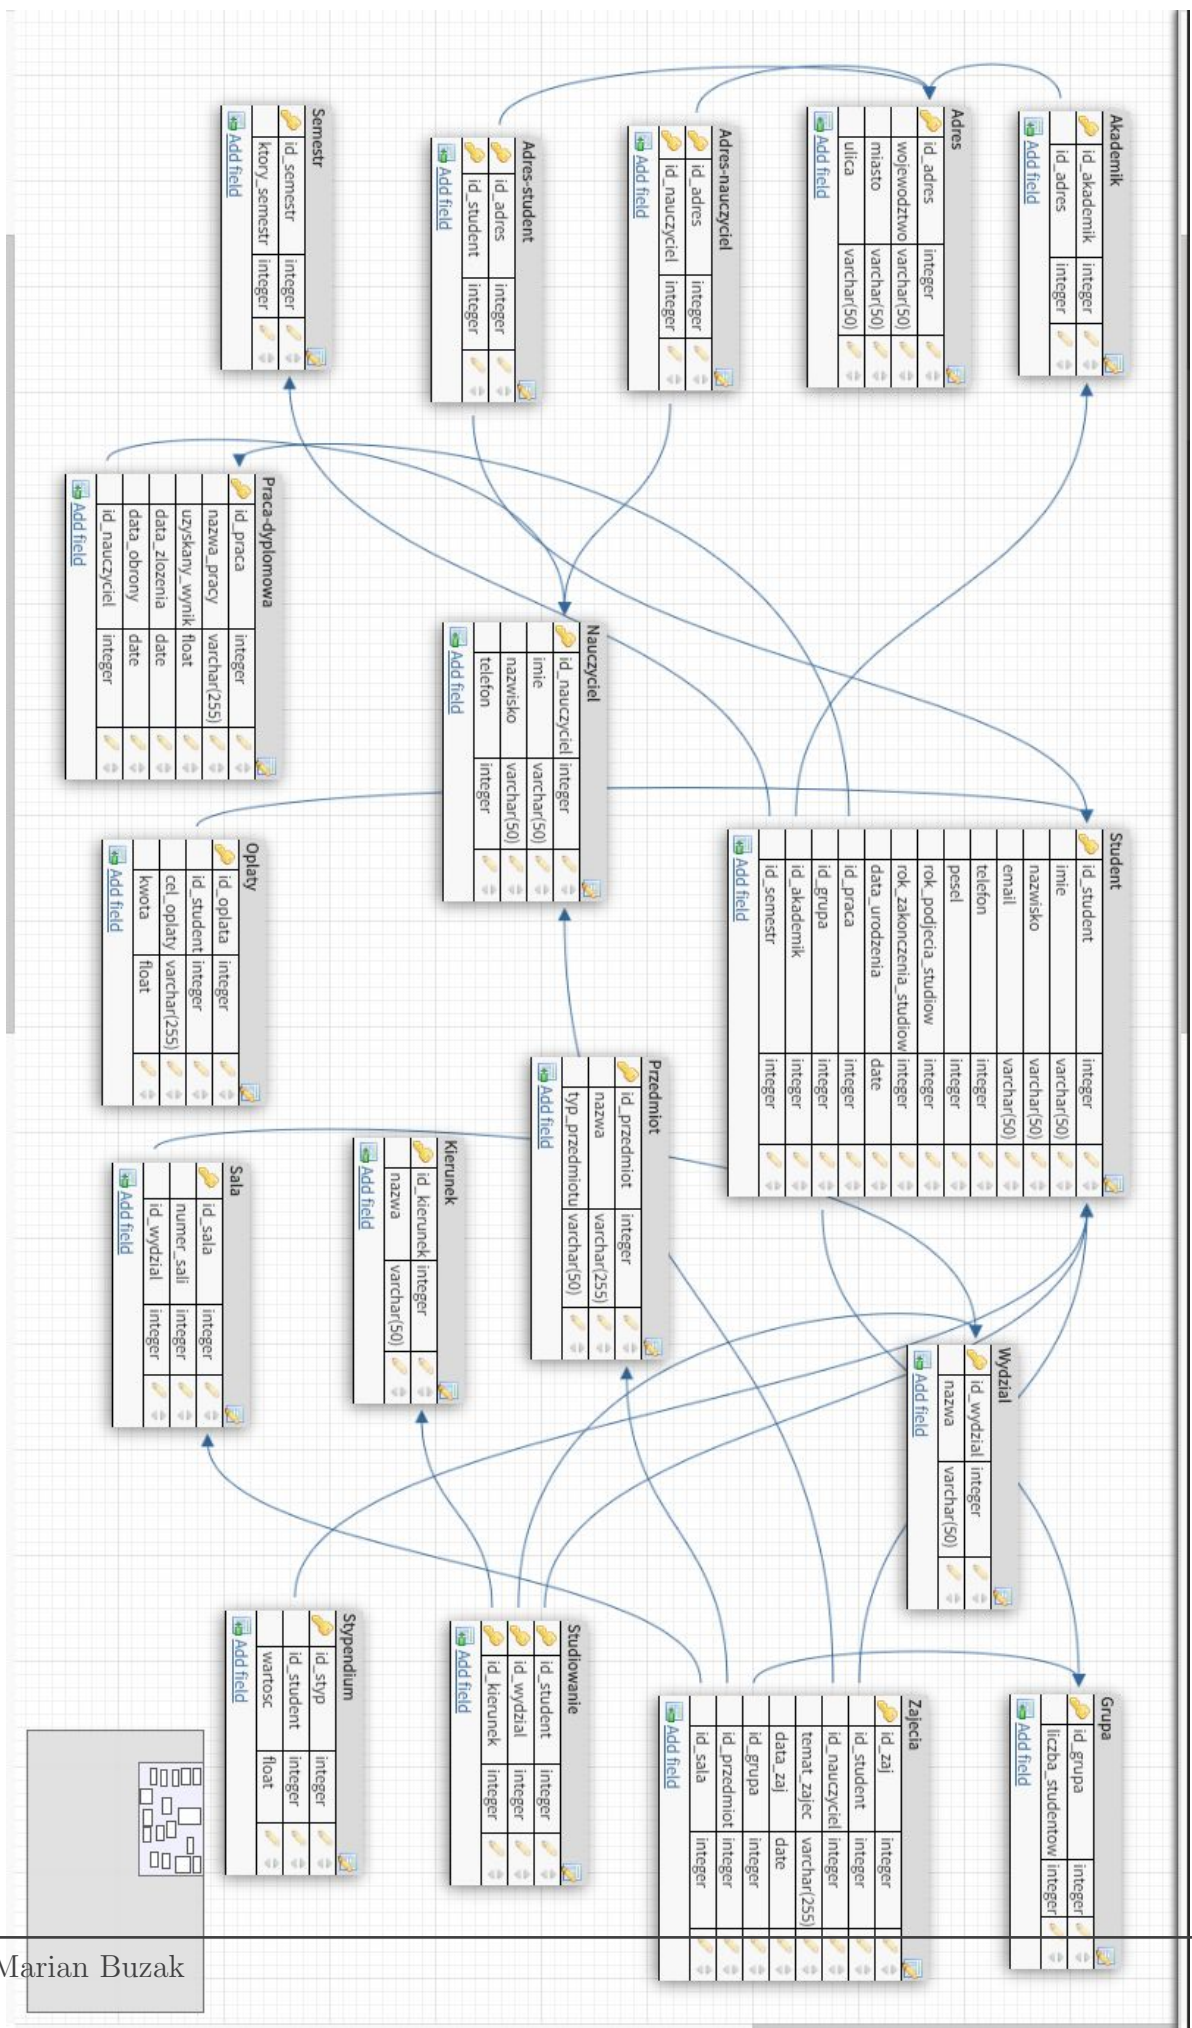 Akademik
id_akademik integer
id_adres integer
Add field
Adres
id_adres integer
wojewodztwo varchar(50)
miasto varchar(50)
ulica varchar(50)
Add field
Adres-nauczyciel
id_adres integer
id_nauczyciel integer
Add field
Adres-student
id_adres integer
id_student integer
Add field
Semestr
id_semestr integer
ktory_semestr integer
Add field
Praca-dyplomowa
id_praca integer
nazwa_pracy varchar(255)
uzyskany_wynik float
data_zlozenia date
data_obrony date
id_nauczyciel integer
Add field
Nauczyciel
id_nauczyciel integer
imie varchar(50)
nazwisko varchar(50)
telefon integer
Add field
Student
id_student integer
imie varchar(50)
nazwisko varchar(50)
email varchar(50)
telefon integer
pesel integer
rok_podjecia_studiow integer
rok_zakonczenia_studiow integer
data_urodzenia date
id_praca integer
id_grupa integer
id_akademik integer
id_semestr integer
Add field
Oplaty
id_oplata integer
id_student integer
cel_oplaty varchar(255)
kwota float
Add field
Przedmiot
id_przedmiot integer
nazwa varchar(255)
typ_przedmiotu varchar(50)
Add field
Kierunek
id_kierunek integer
nazwa varchar(50)
Add field
Sala
id_sala integer
numer_sali integer
id_wydzial integer
Add field
Wydzial
id_wydzial integer
nazwa varchar(50)
Add field
Grupa
id_grupa integer
liczba_studentow integer
Add field
Zajecia
id_zaj integer
id_student integer
id_nauczyciel integer
temat_zajec varchar(255)
data_zaj date
id_grupa integer
id_przedmiot integer
id_sala integer
Add field
Studiowanie
id_student integer
id_wydzial integer
id_kierunek integer
Add field
Stypendium
id_styp integer
id_student integer
wartosc float
Add field
Marian Buzak